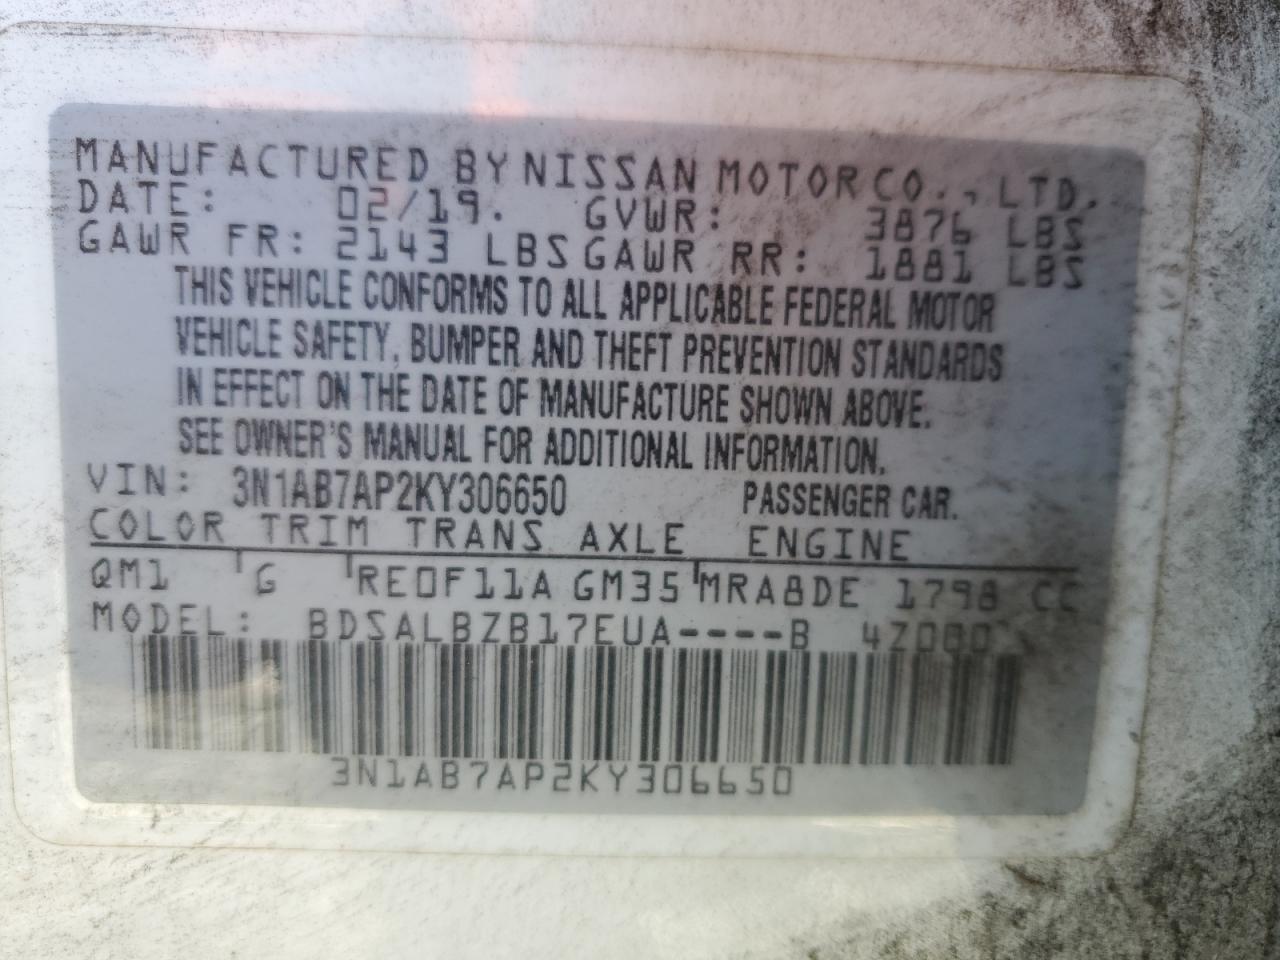 MANUFACTURED BY NISSAN MOTOR CO., LTD.
DATE: 02/19. GVWR: 3876 LBS
GAWR FR: 2143 LBS GAWR RR: 1881 LBS
THIS VEHICLE CONFORMS TO ALL APPLICABLE FEDERAL MOTOR
VEHICLE SAFETY, BUMPER AND THEFT PREVENTION STANDARDS
IN EFFECT ON THE DATE OF MANUFACTURE SHOWN ABOVE.
SEE OWNER'S MANUAL FOR ADDITIONAL INFORMATION.
VIN: 3N1AB7AP2KY306650 PASSENGER CAR.
COLOR TRIM TRANS AXLE ENGINE
QM1 G RE0F11A GM35 MRA8DE 1798 CC
MODEL: BDSALBZB17EUA----B 4Z000
3N1AB7AP2KY306650